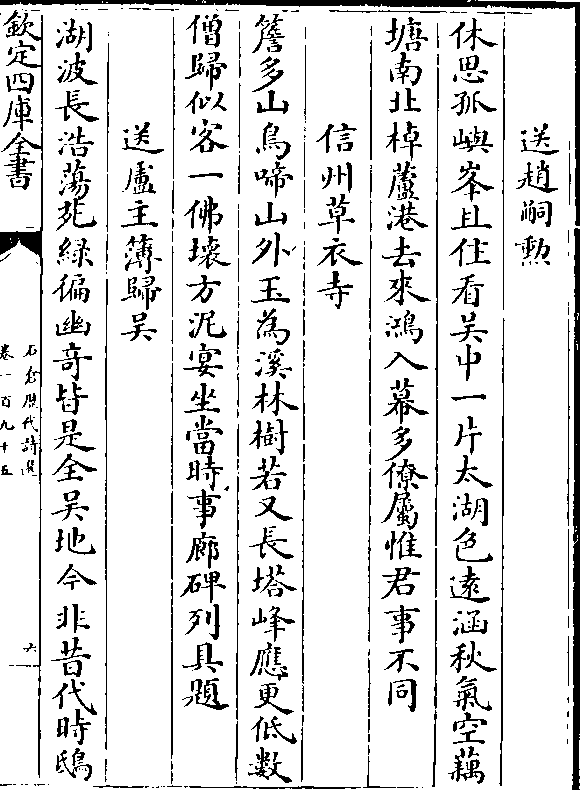 送趙嗣勲
休思孤嶼峯且住看吴中一片太湖色遠涵秋氣空藕
塘南北棹蘆港去來鴻入幕多僚屬惟君事不同
信州草衣寺
簷多山鳥啼山外玉為溪林樹若又長塔峰應更低數
僧歸似客一佛壊方泥宴坐當時事廊碑列具題
送盧主簿歸吴
湖波長浩蕩苑緑徧幽竒皆是全吴地今非昔代時鴟
欽定四庫全書
石倉歷代詩選
卷一百九十五
六